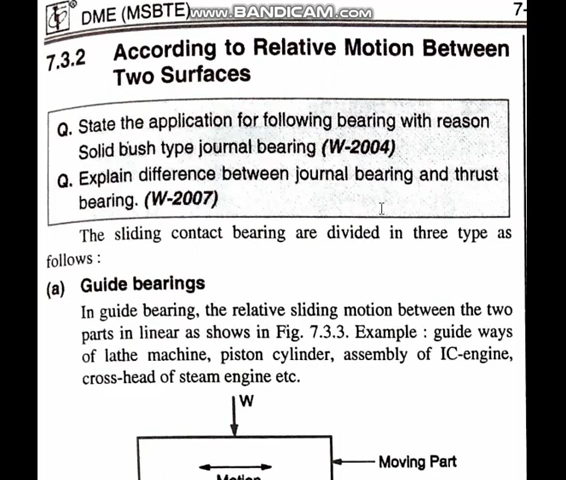 DME (MSBTE) www.BANDICAM.com 7-
7.3.2 According to Relative Motion Between
Two Surfaces
Q. State the application for following bearing with reason
Solid bush type journal bearing (W-2004)
Q. Explain difference between journal bearing and thrust
bearing. (W-2007)
The sliding contact bearing are divided in three type as
follows :
(a) Guide bearings
In guide bearing, the relative sliding motion between the two
parts in linear as shows in Fig. 7.3.3. Example : guide ways
of lathe machine, piston cylinder, assembly of IC-engine,
cross-head of steam engine etc.
W
Moving Part
Motion